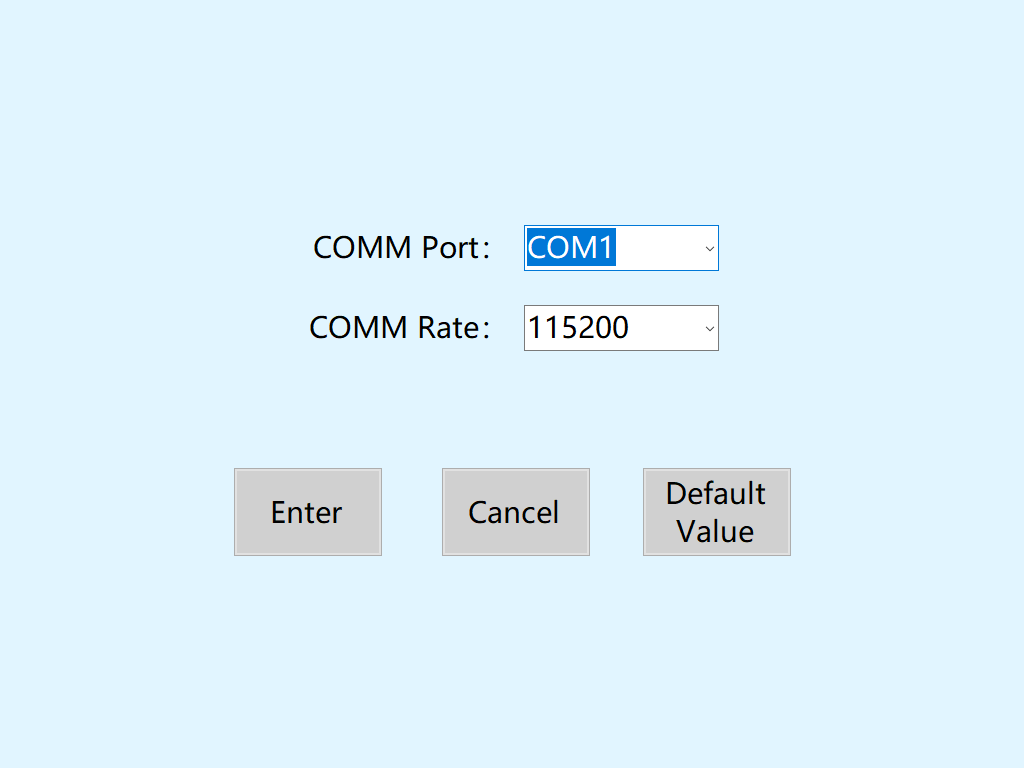 COMM Port:
COM1
COMM Rate:
115200
Enter
Cancel
Default
Value